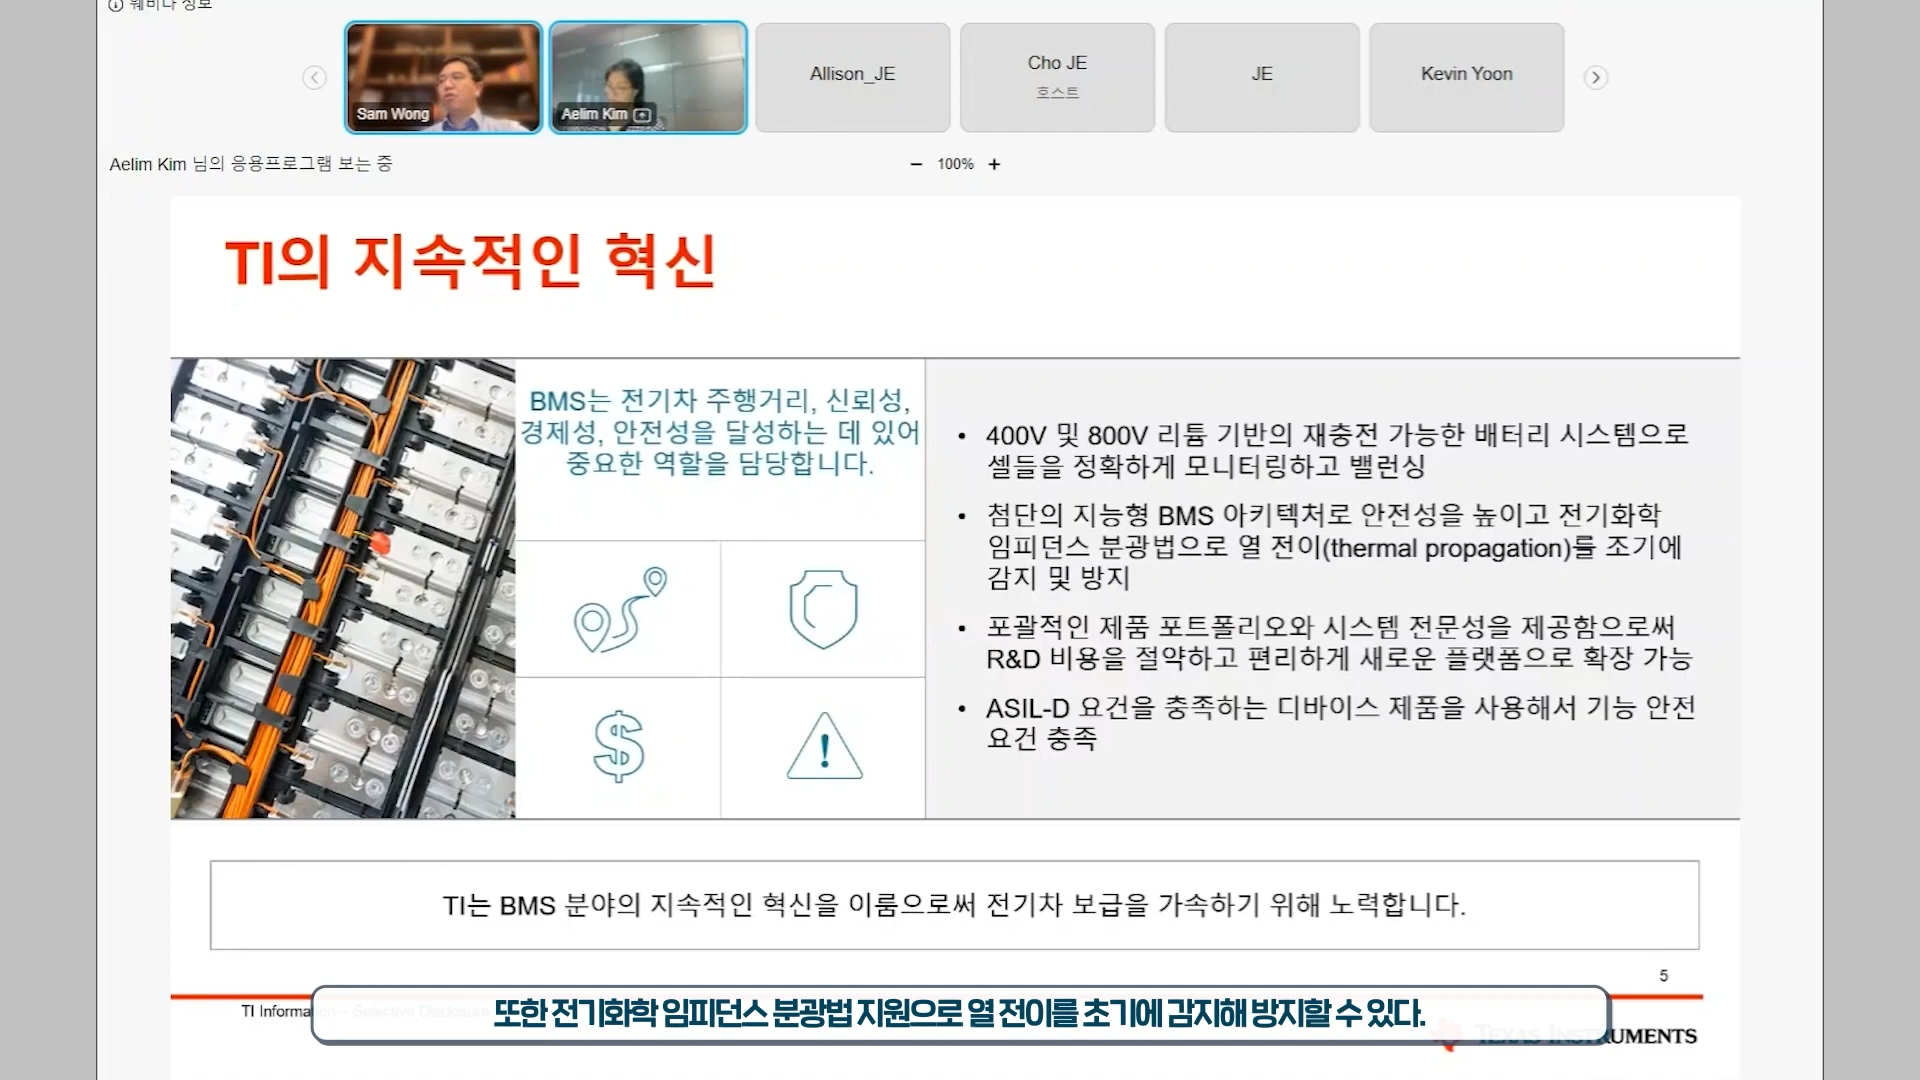 웨비나 정보
Sam Wong
Aelim Kim
Allison_JE
Cho JE
호스트
JE
Kevin Yoon
Aelim Kim 님의 응용프로그램 보는 중
− 100% +
TI의 지속적인 혁신
BMS는 전기차 주행거리, 신뢰성,
경제성, 안전성을 달성하는 데 있어
중요한 역할을 담당합니다.
• 400V 및 800V 리튬 기반의 재충전 가능한 배터리 시스템으로
셀들을 정확하게 모니터링하고 밸런싱
• 첨단의 지능형 BMS 아키텍처로 안전성을 높이고 전기화학
임피던스 분광법으로 열 전이(thermal propagation)를 조기에
감지 및 방지
• 포괄적인 제품 포트폴리오와 시스템 전문성을 제공함으로써
R&D 비용을 절약하고 편리하게 새로운 플랫폼으로 확장 가능
• ASIL-D 요건을 충족하는 디바이스 제품을 사용해서 기능 안전
요건 충족
$
!
TI는 BMS 분야의 지속적인 혁신을 이룸으로써 전기차 보급을 가속하기 위해 노력합니다.
5
TI Information – Selective Disclosure
또한 전기화학 임피던스 분광법 지원으로 열 전이를 초기에 감지해 방지할 수 있다.
TEXAS INSTRUMENTS